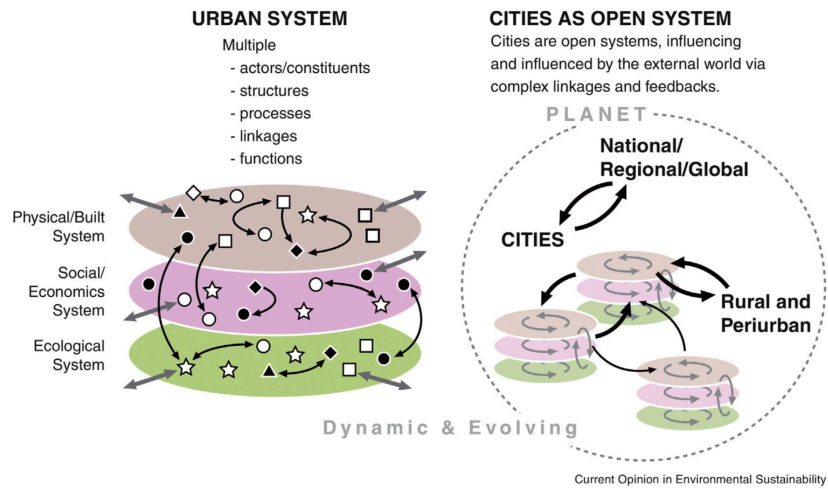 URBAN SYSTEM
Multiple
- actors/constituents
- structures
- processes
- linkages
- functions
Physical/Built
System
Social/
Economics
System
Ecological
System
CITIES AS OPEN SYSTEM
Cities are open systems, influencing
and influenced by the external world via
complex linkages and feedbacks.
PLANET
National/
Regional/Global
CITIES
Rural and
Periurban
Dynamic & Evolving
Current Opinion in Environmental Sustainability